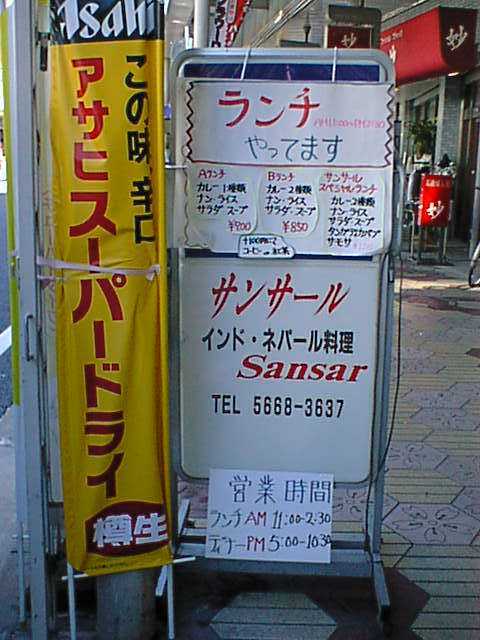 Asahi
この味、辛口
アサヒスーパードライ
樽生
妙
妙
ランチ
やってます
Aランチ
カレー1種類
ナン・ライス
サラダ スープ
¥700
Bランチ
カレー2種類
ナン・ライス
サラダ・スープ
¥850
サンサール
スペシャルランチ
カレー2種類
ナン・ライス
サラダ スープ
サモサ
サンサール
インド・ネパール料理
Sansar
TEL 5668-3637
営業時間
ランチAM 11:00-2:30
ディナーPM 5:00-10:30